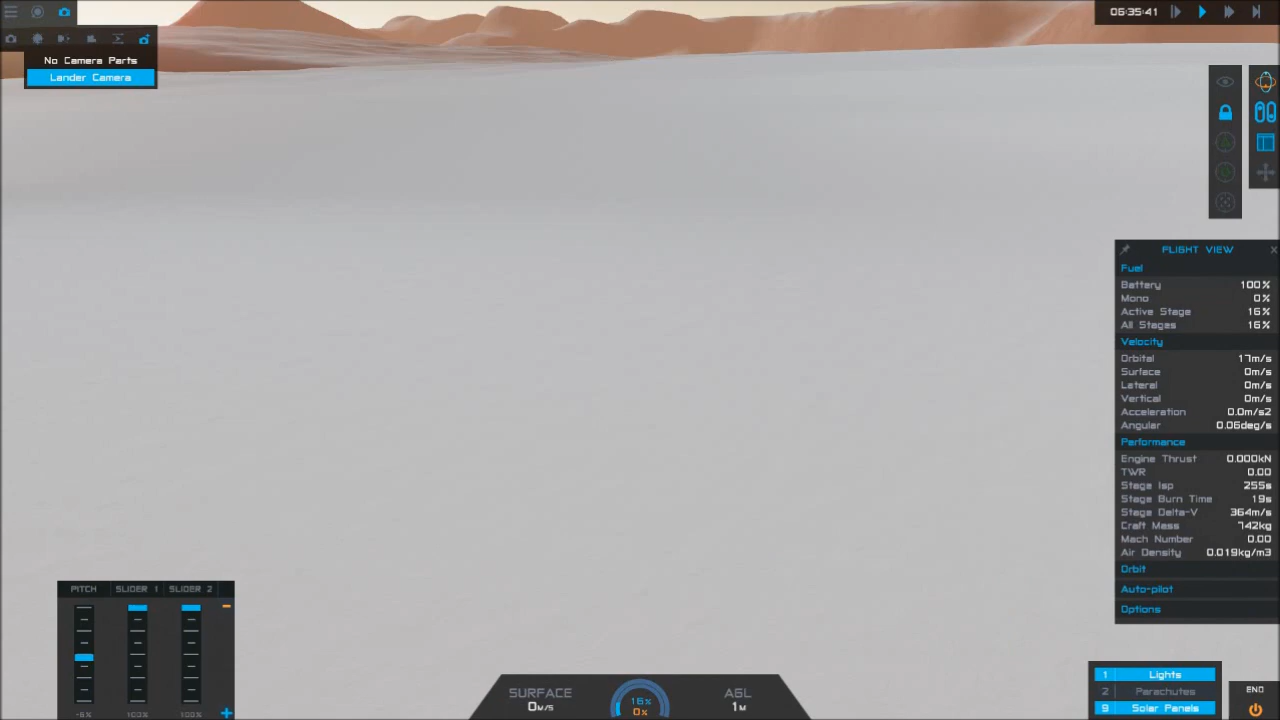 06:35:41
No Camera Parts
Lander Camera
FLIGHT VIEW
Fuel
Battery 100%
Mono 0%
Active Stage 16%
All Stages 16%
Velocity
Orbital 17m/s
Surface 0m/s
Lateral 0m/s
Vertical 0m/s
Acceleration 0.0m/s2
Angular 0.06deg/s
Performance
Engine Thrust 0.000kN
TWR 0.00
Stage Isp 255s
Stage Burn Time 19s
Stage Delta-V 364m/s
Craft Mass 742kg
Mach Number 0.00
Air Density 0.019kg/m3
Orbit
Auto-pilot
Options
PITCH SLIDER 1 SLIDER 2
-6% 100% 100%
SURFACE
0M/S
16%
0%
AGL
1M
1 Lights
2 Parachutes
9 Solar Panels
END